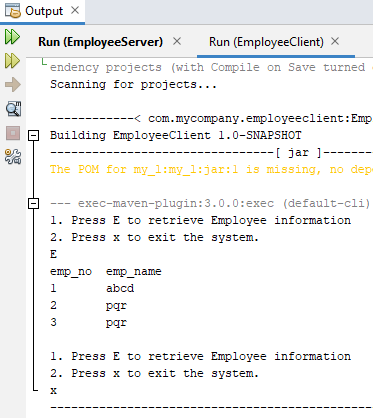 Output ×
Run (EmployeeServer) × Run (EmployeeClient) ×
endency projects (with Compile on Save turned
Scanning for projects...
------------< com.mycompany.employeeclient:Emp
Building EmployeeClient 1.0-SNAPSHOT
--------------------------------[ jar ]-------
The POM for my_1:my_1:jar:1 is missing, no dep
--- exec-maven-plugin:3.0.0:exec (default-cli)
1. Press E to retrieve Employee information
2. Press x to exit the system.
E
emp_no emp_name
1 abcd
2 pqr
3 pqr
1. Press E to retrieve Employee information
2. Press x to exit the system.
x
----------------------------------------------